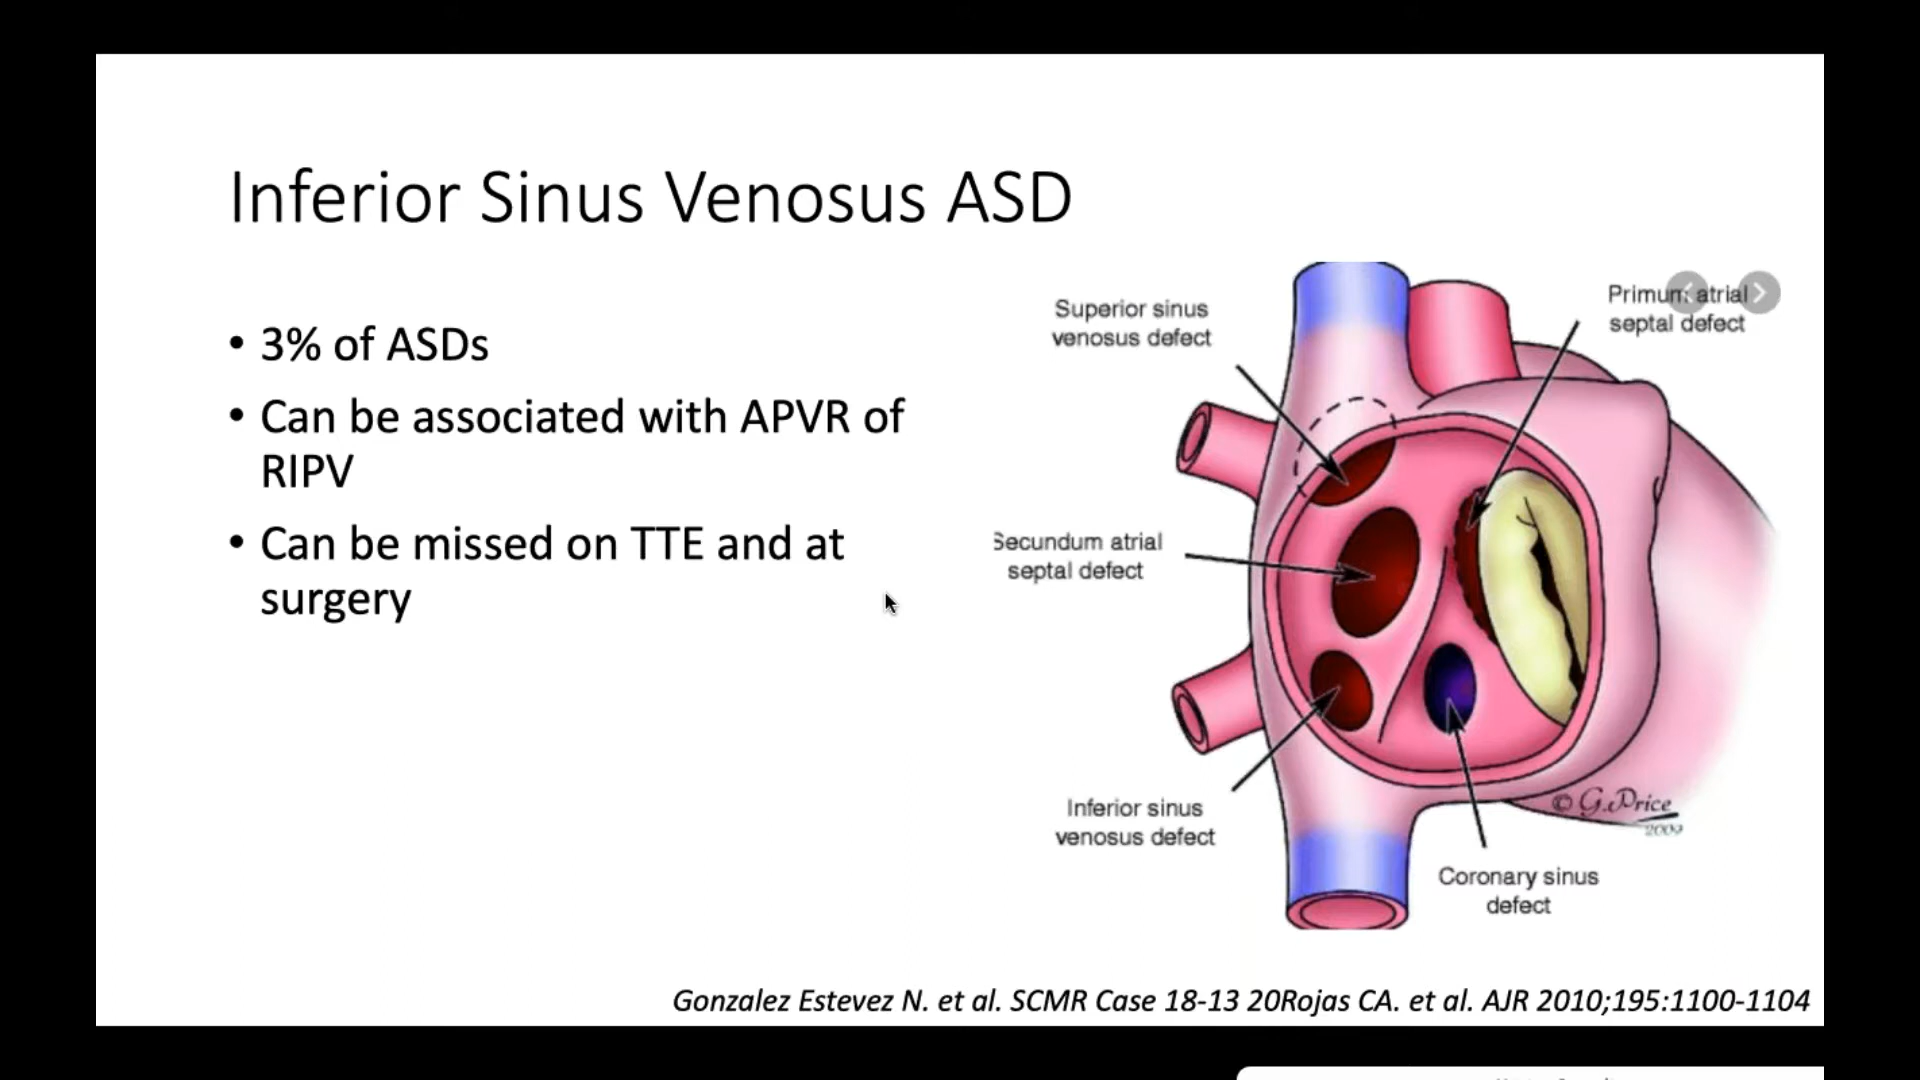 Inferior Sinus Venosus ASD
• 3% of ASDs
• Can be associated with APVR of
RIPV
• Can be missed on TTE and at
surgery
Superior sinus
venosus defect
Primum atrial
septal defect
Secundum atrial
septal defect
Inferior sinus
venosus defect
Coronary sinus
defect
© G.Price
2009
Gonzalez Estevez N. et al. SCMR Case 18-13 20Rojas CA. et al. AJR 2010;195:1100-1104